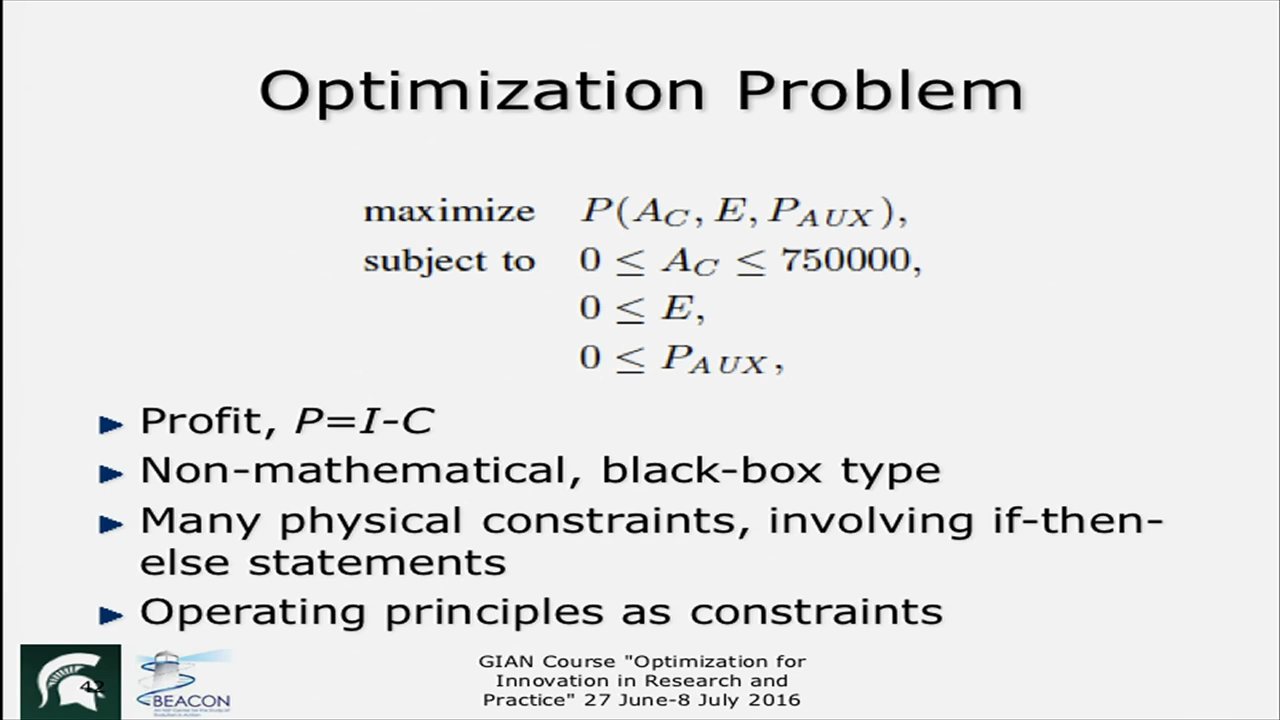 Optimization Problem
maximize P(A_C, E, P_AUX),
subject to 0 ≤ A_C ≤ 750000,
0 ≤ E,
0 ≤ P_AUX,
Profit, P=I-C
Non-mathematical, black-box type
Many physical constraints, involving if-then-
else statements
Operating principles as constraints
GIAN Course "Optimization for
Innovation in Research and
Practice" 27 June-8 July 2016
42
BEACON